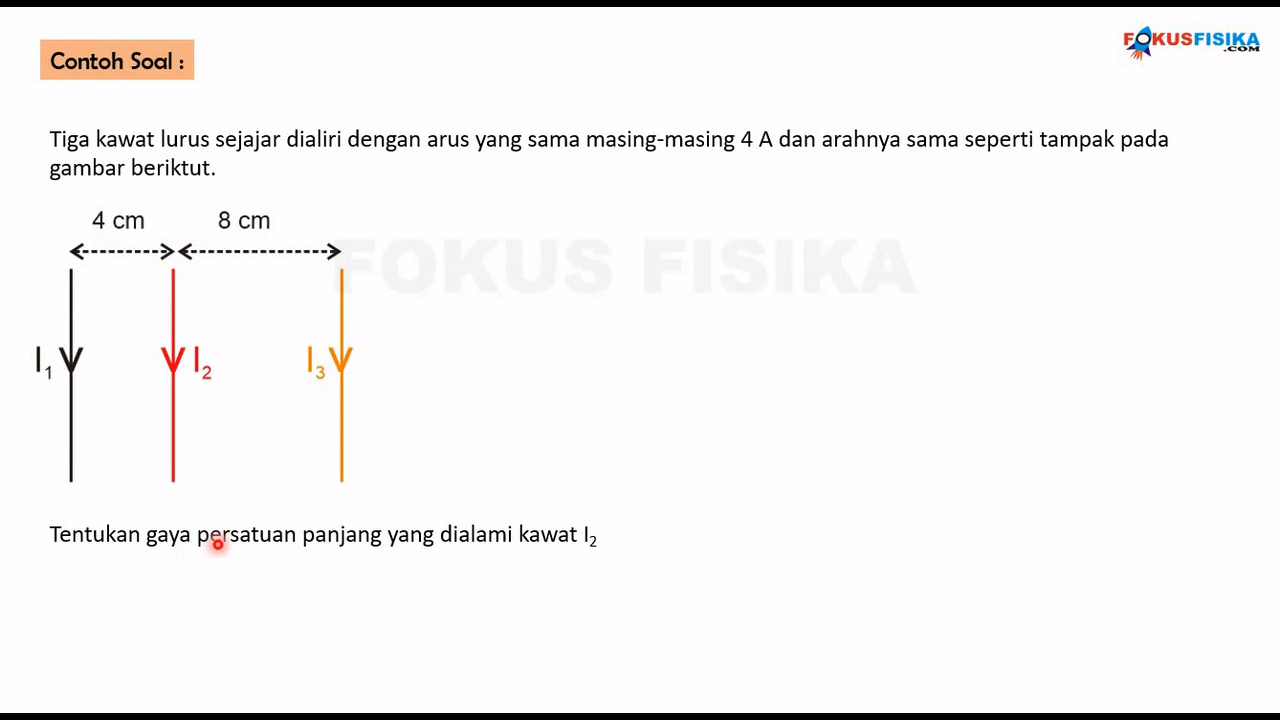 FOKUSFISIKA
.COM
Contoh Soal :
Tiga kawat lurus sejajar dialiri dengan arus yang sama masing-masing 4 A dan arahnya sama seperti tampak pada
gambar beriktut.
4 cm
8 cm
FOKUS FISIKA
I₁
I₂
I₃
Tentukan gaya persatuan panjang yang dialami kawat I₂